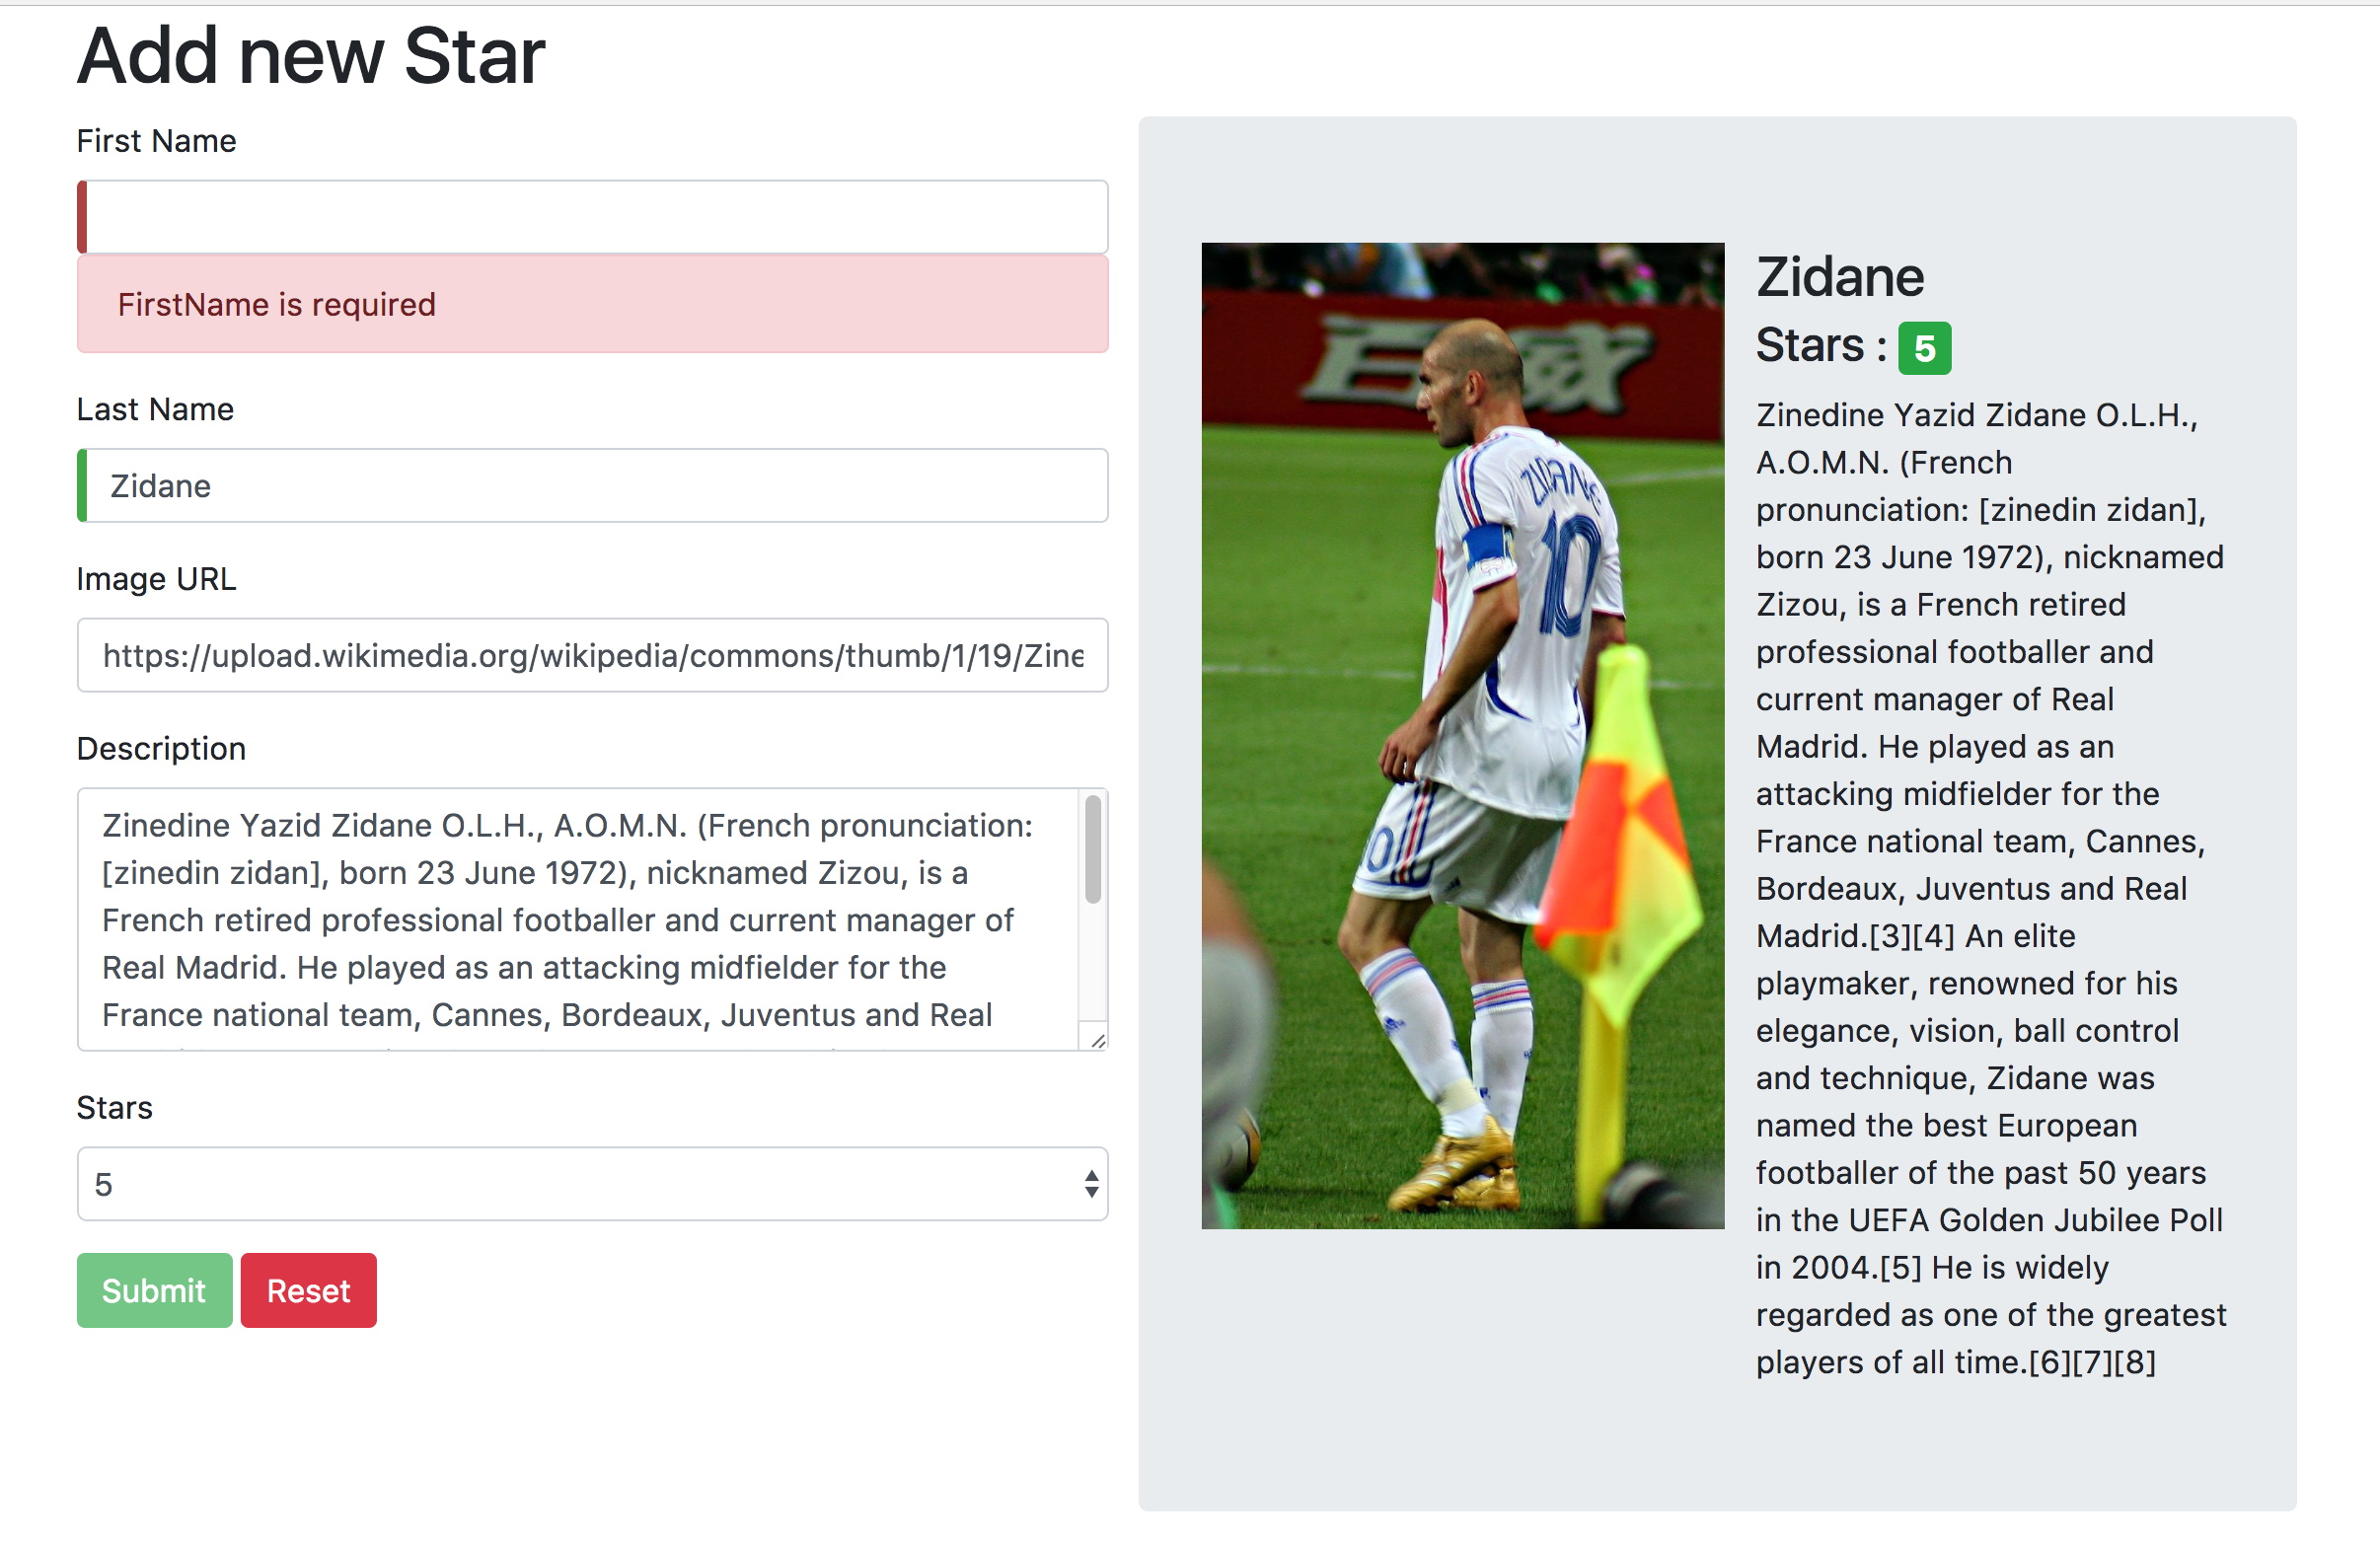 Add new Star
First Name
FirstName is required
Last Name
Zidane
Image URL
https://upload.wikimedia.org/wikipedia/commons/thumb/1/19/Zine
Description
Zinedine Yazid Zidane O.L.H., A.O.M.N. (French pronunciation:
[zinedin zidan], born 23 June 1972), nicknamed Zizou, is a
French retired professional footballer and current manager of
Real Madrid. He played as an attacking midfielder for the
France national team, Cannes, Bordeaux, Juventus and Real
Stars
5
Submit Reset
ZIDANE
10
10
Zidane
Stars : 5
Zinedine Yazid Zidane O.L.H.,
A.O.M.N. (French
pronunciation: [zinedin zidan],
born 23 June 1972), nicknamed
Zizou, is a French retired
professional footballer and
current manager of Real
Madrid. He played as an
attacking midfielder for the
France national team, Cannes,
Bordeaux, Juventus and Real
Madrid.[3][4] An elite
playmaker, renowned for his
elegance, vision, ball control
and technique, Zidane was
named the best European
footballer of the past 50 years
in the UEFA Golden Jubilee Poll
in 2004.[5] He is widely
regarded as one of the greatest
players of all time.[6][7][8]